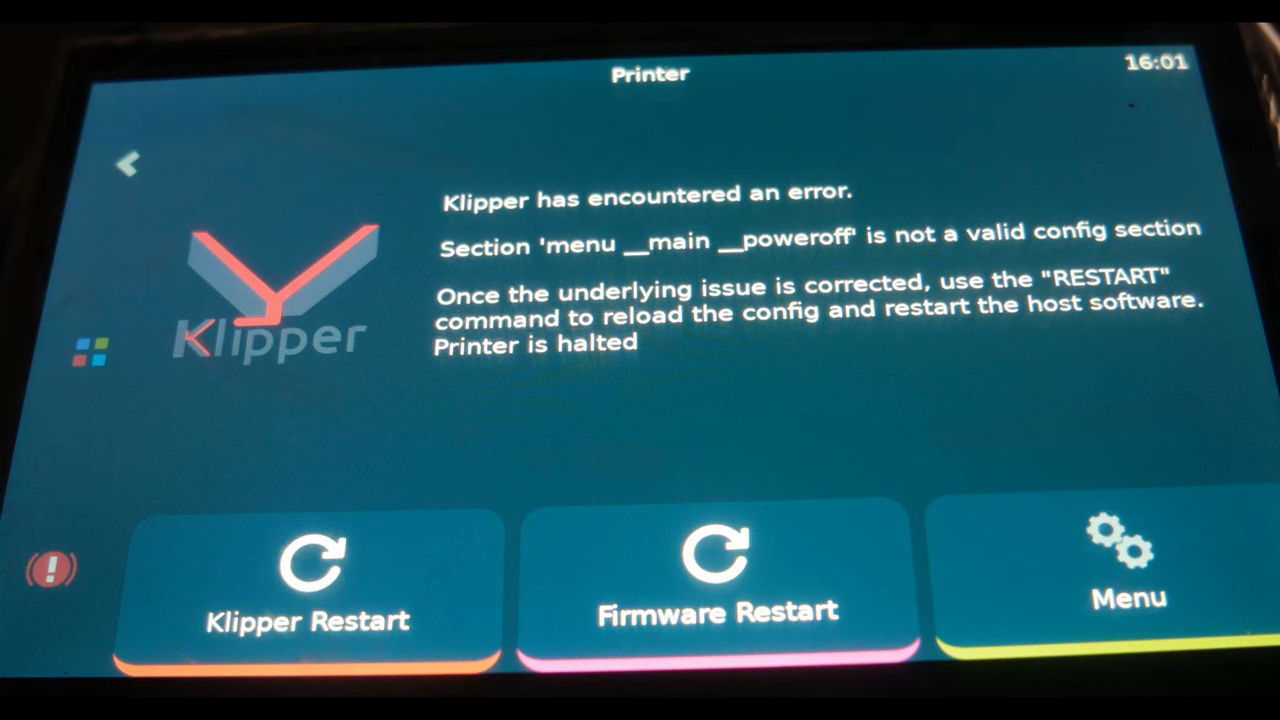 Printer
16:01
Klipper has encountered an error.
Section 'menu __main __poweroff' is not a valid config section
Once the underlying issue is corrected, use the "RESTART"
command to reload the config and restart the host software.
Printer is halted
Klipper
Klipper Restart
Firmware Restart
Menu